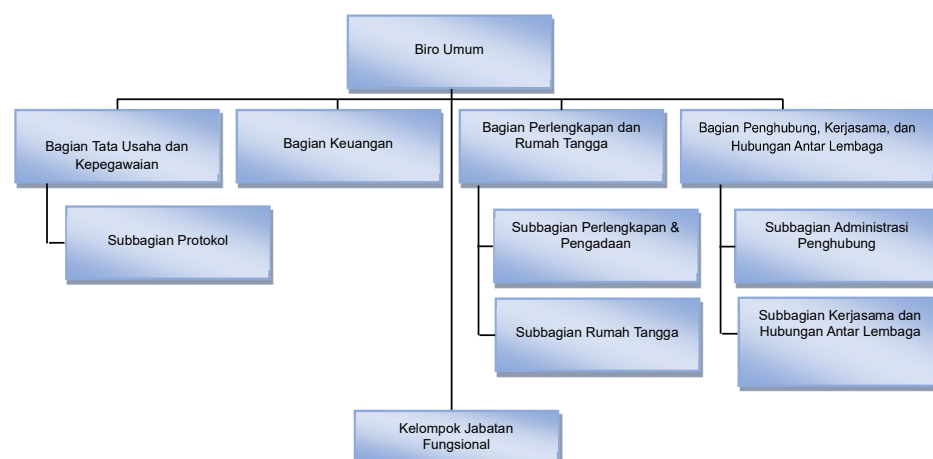 Biro Umum
Bagian Tata Usaha dan
Kepegawaian
Bagian Keuangan
Bagian Perlengkapan dan
Rumah Tangga
Bagian Penghubung, Kerjasama, dan
Hubungan Antar Lembaga
Subbagian Protokol
Subbagian Perlengkapan &
Pengadaan
Subbagian Administrasi
Penghubung
Subbagian Rumah Tangga
Subbagian Kerjasama dan
Hubungan Antar Lembaga
Kelompok Jabatan
Fungsional